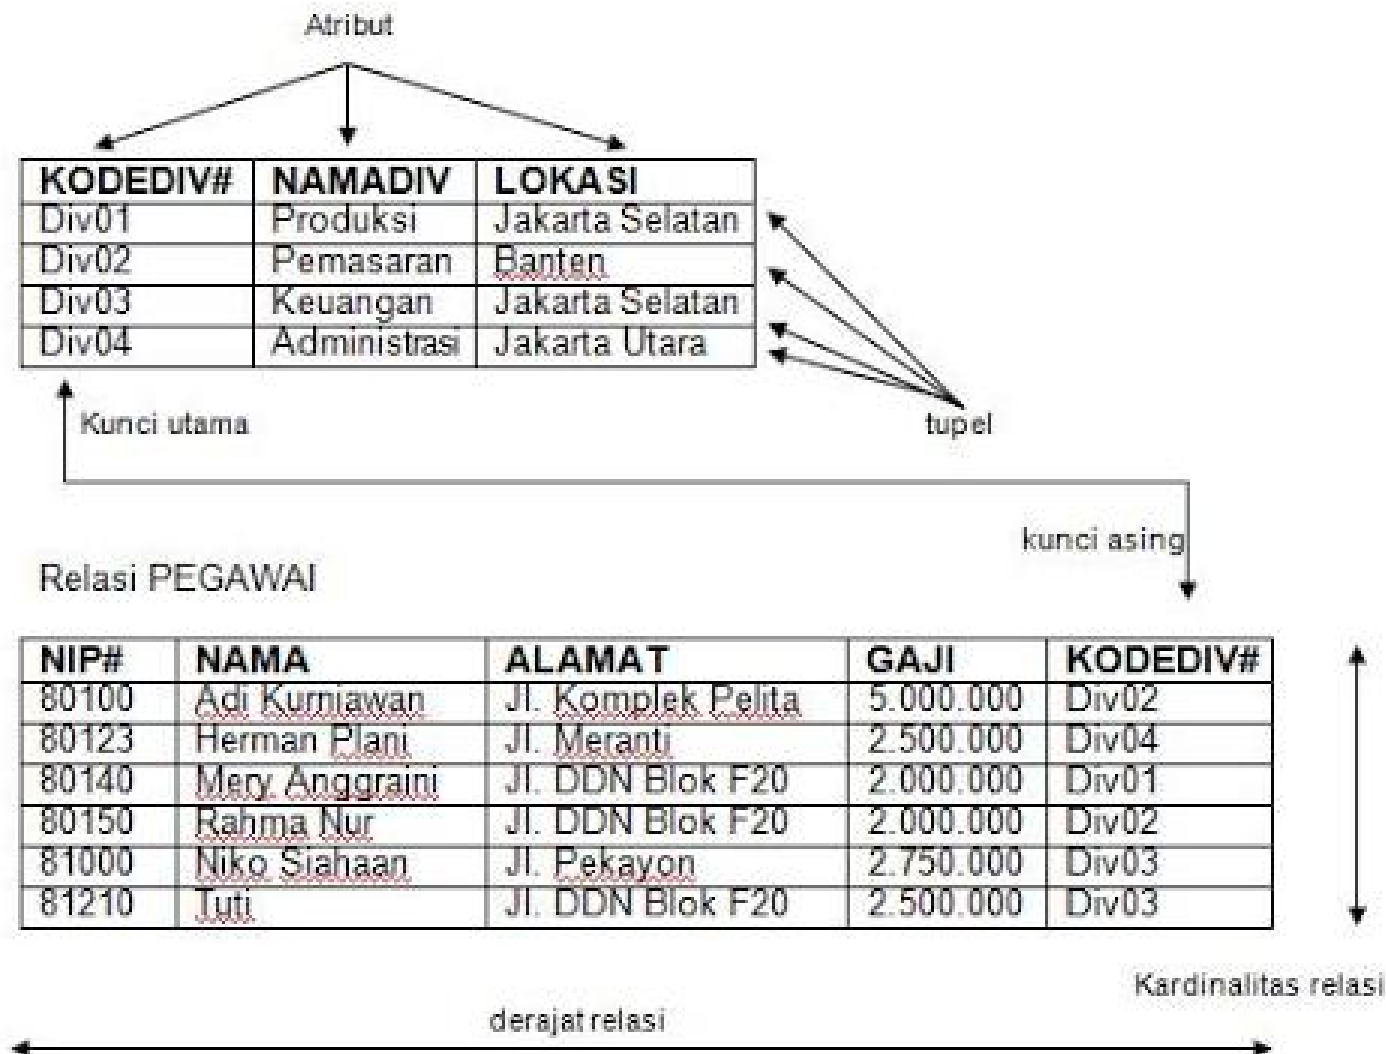 Atribut
KODEDIV# NAMADIV LOKASI
Div01 Produksi Jakarta Selatan
Div02 Pemasaran Banten
Div03 Keuangan Jakarta Selatan
Div04 Administrasi Jakarta Utara
Kunci utama
tupel
kunci asing
Relasi PEGAWAI
NIP# NAMA ALAMAT GAJI KODEDIV#
80100 Adi Kurniawan Jl. Komplek Pelita 5.000.000 Div02
80123 Herman Plani Jl. Meranti 2.500.000 Div04
80140 Mery Anggraini Jl. DDN Blok F20 2.000.000 Div01
80150 Rahma Nur Jl. DDN Blok F20 2.000.000 Div02
81000 Niko Siahaan Jl. Pekayon 2.750.000 Div03
81210 Tuti Jl. DDN Blok F20 2.500.000 Div03
Kardinalitas relasi
derajat relasi